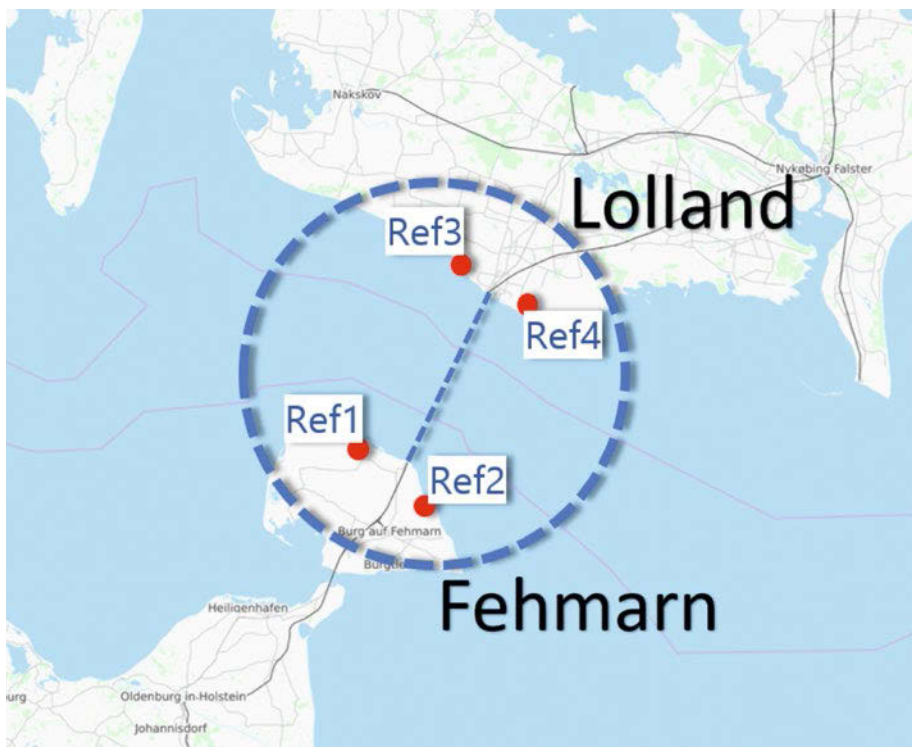 Nakskov
Nykøbing Falster
Lolland
Ref3
Ref4
Ref1
Ref2
Burg auf Fehmarn
Fehmarn
Heiligenhafen
Oldenburg in Holstein
Johannisdorf